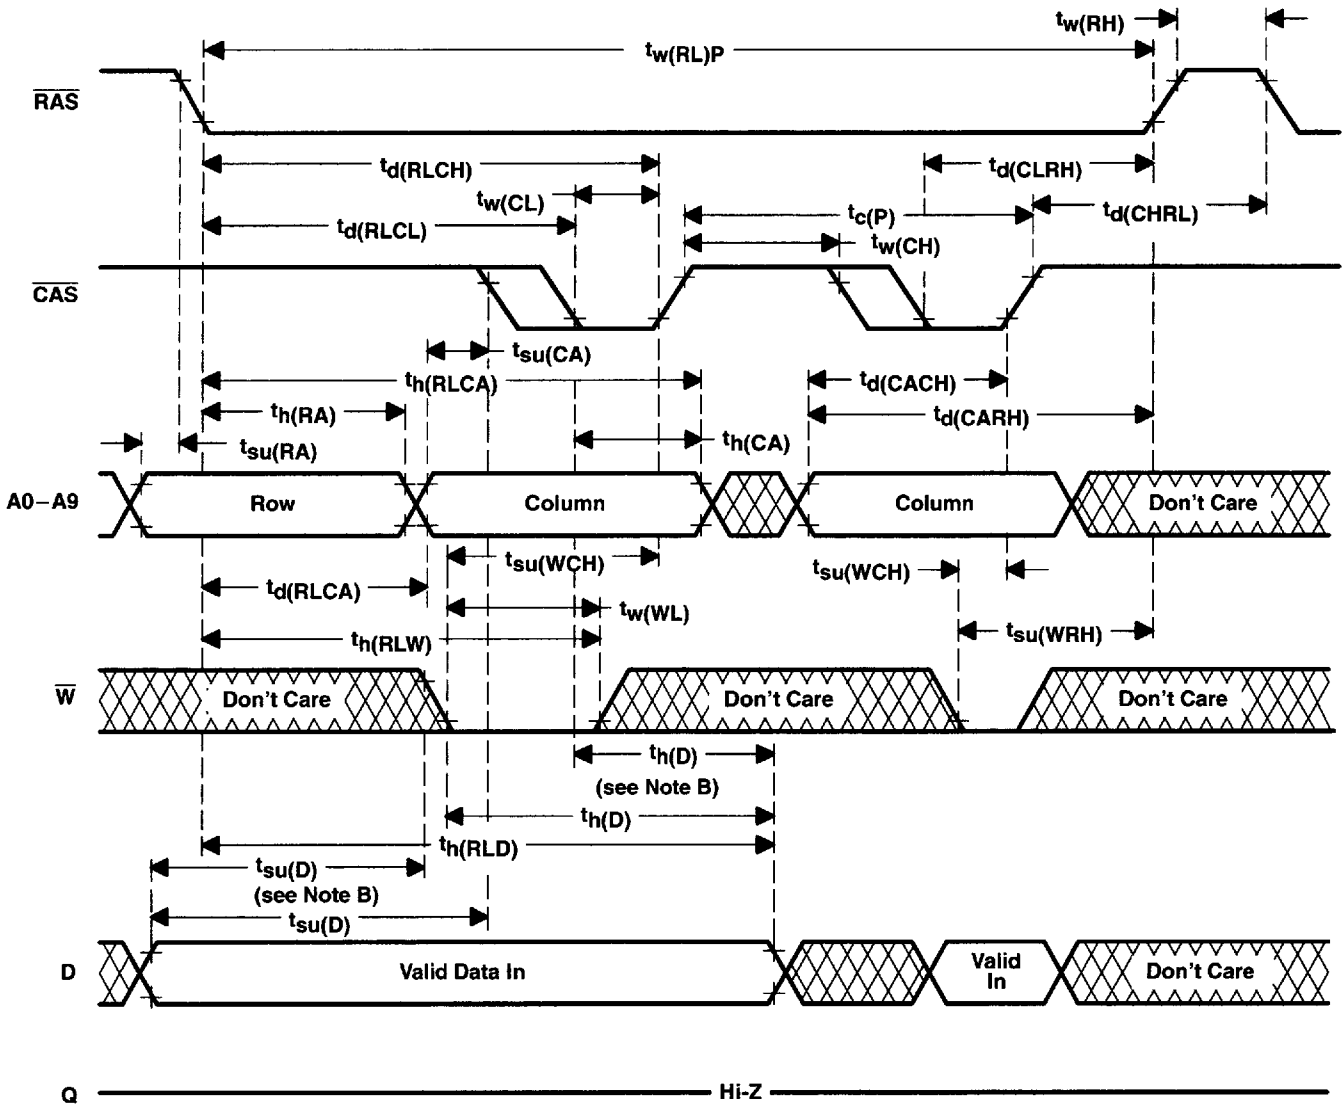 tw(RH)
tw(RL)P
RAS
td(RLCH)
td(CLRH)
tw(CL)
tc(P)
td(CHRL)
td(RLCL)
tw(CH)
CAS
tsu(CA)
th(RLCA)
td(CACH)
th(RA)
td(CARH)
tsu(RA)
th(CA)
A0–A9
Row
Column
Column
Don't Care
tsu(WCH)
tsu(WCH)
td(RLCA)
tw(WL)
th(RLW)
tsu(WRH)
W
Don't Care
Don't Care
Don't Care
th(D)
(see Note B)
th(D)
th(RLD)
tsu(D)
(see Note B)
tsu(D)
D
Valid Data In
Valid
In
Don't Care
Q
Hi-Z